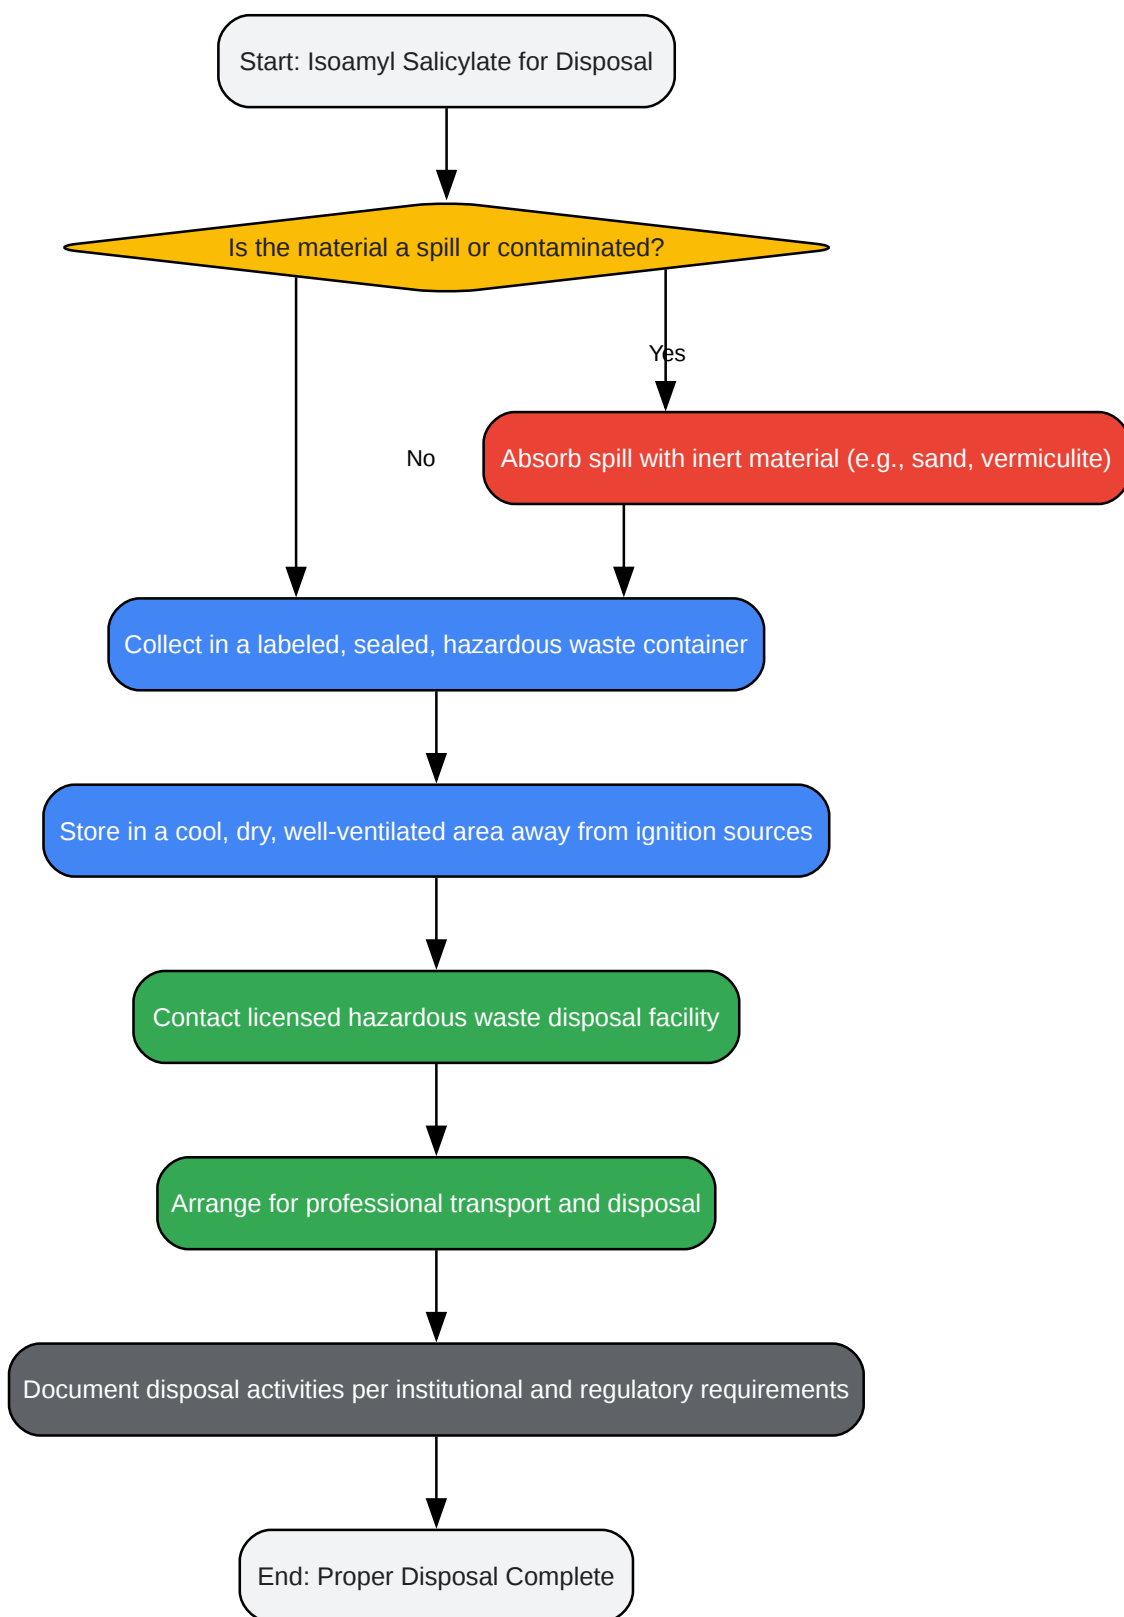 Start: Isoamyl Salicylate for Disposal
Is the material a spill or contaminated?
Yes
No
Absorb spill with inert material (e.g., sand, vermiculite)
Collect in a labeled, sealed, hazardous waste container
Store in a cool, dry, well-ventilated area away from ignition sources
Contact licensed hazardous waste disposal facility
Arrange for professional transport and disposal
Document disposal activities per institutional and regulatory requirements
End: Proper Disposal Complete